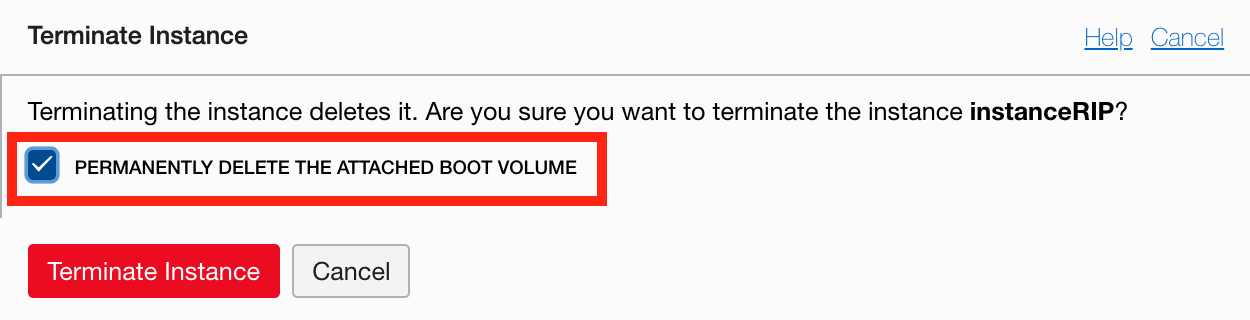 Terminate Instance
Help Cancel
Terminating the instance deletes it. Are you sure you want to terminate the instance instanceRIP?
PERMANENTLY DELETE THE ATTACHED BOOT VOLUME
Terminate Instance Cancel